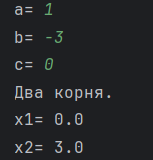 a= 1
b= -3
c= 0
Два корня.
x1= 0.0
x2= 3.0